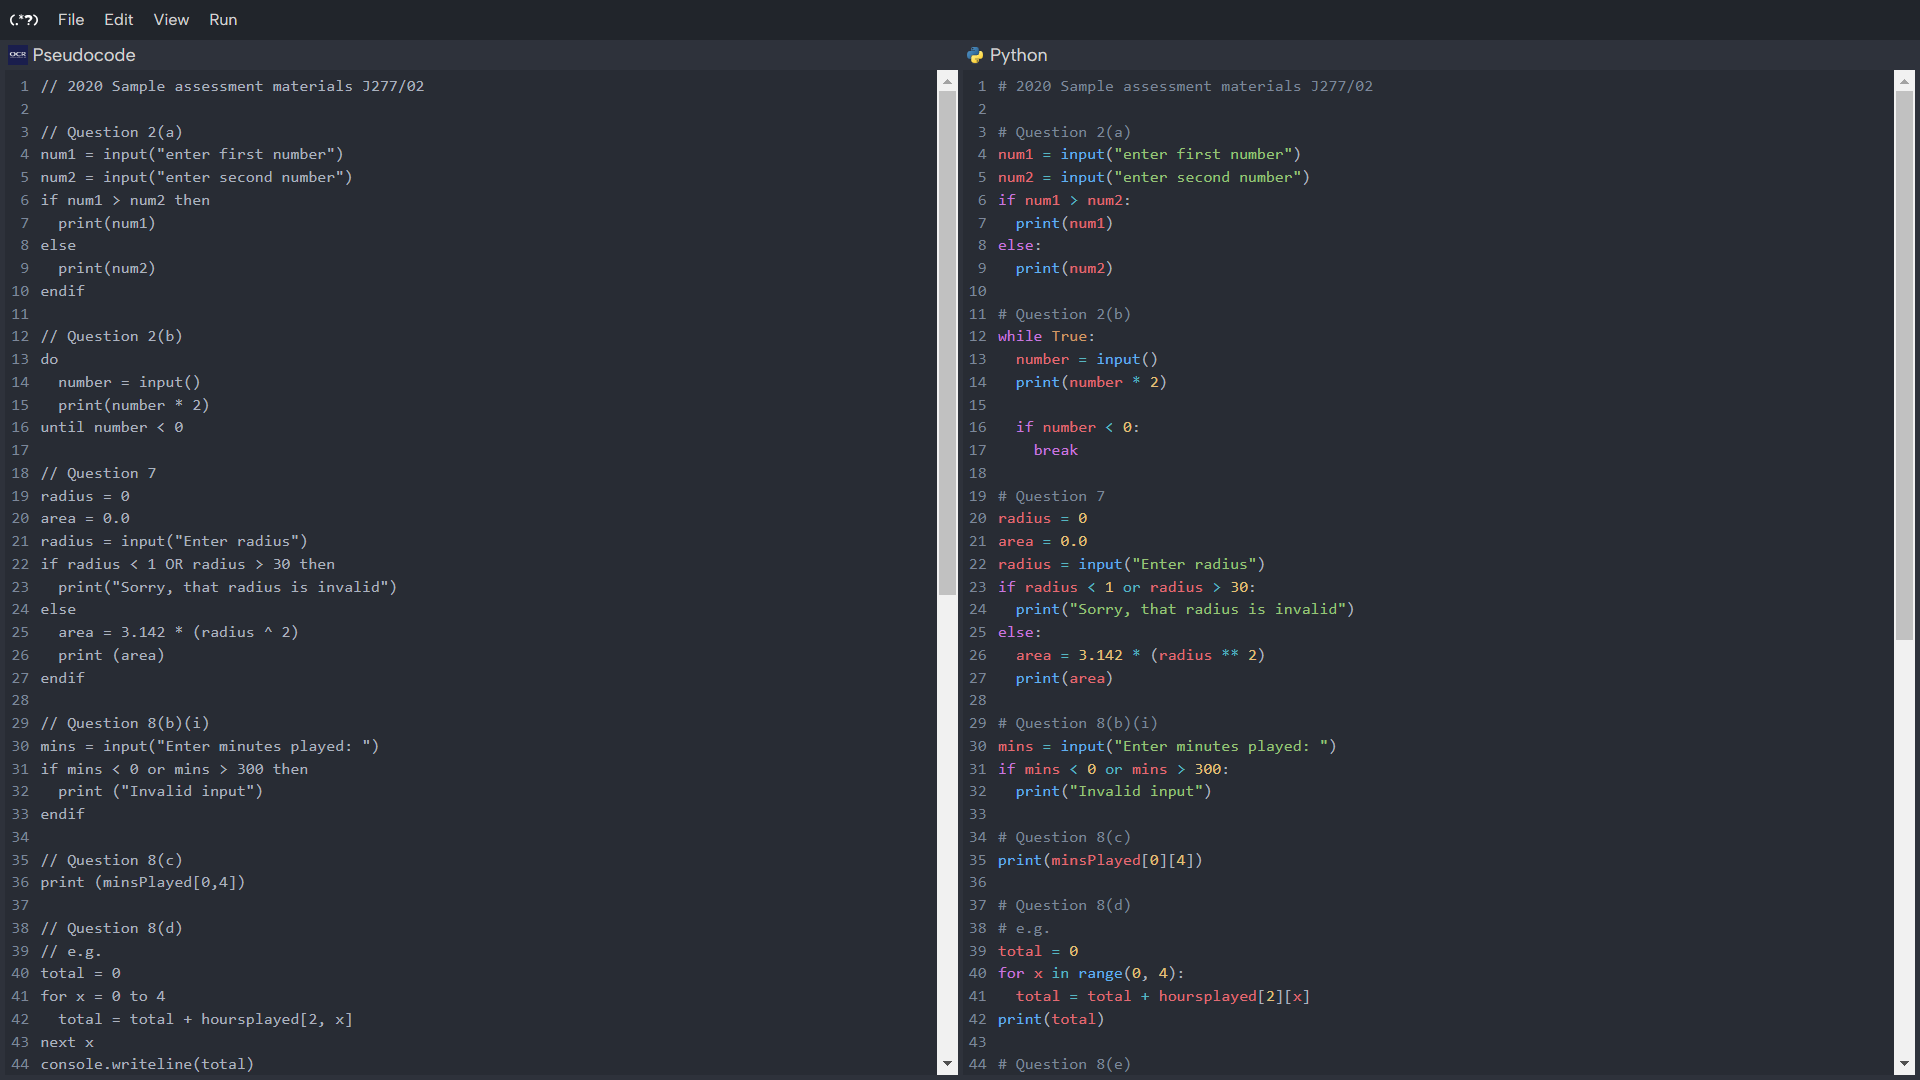 (.*?) File Edit View Run
OCR Pseudocode
1 // 2020 Sample assessment materials J277/02
2
3 // Question 2(a)
4 num1 = input("enter first number")
5 num2 = input("enter second number")
6 if num1 > num2 then
7   print(num1)
8 else
9   print(num2)
10 endif
11
12 // Question 2(b)
13 do
14   number = input()
15   print(number * 2)
16 until number < 0
17
18 // Question 7
19 radius = 0
20 area = 0.0
21 radius = input("Enter radius")
22 if radius < 1 OR radius > 30 then
23   print("Sorry, that radius is invalid")
24 else
25   area = 3.142 * (radius ^ 2)
26   print (area)
27 endif
28
29 // Question 8(b)(i)
30 mins = input("Enter minutes played: ")
31 if mins < 0 or mins > 300 then
32   print ("Invalid input")
33 endif
34
35 // Question 8(c)
36 print (minsPlayed[0,4])
37
38 // Question 8(d)
39 // e.g.
40 total = 0
41 for x = 0 to 4
42   total = total + hoursplayed[2, x]
43 next x
44 console.writeline(total)
Python
1 # 2020 Sample assessment materials J277/02
2
3 # Question 2(a)
4 num1 = input("enter first number")
5 num2 = input("enter second number")
6 if num1 > num2:
7   print(num1)
8 else:
9   print(num2)
10
11 # Question 2(b)
12 while True:
13   number = input()
14   print(number * 2)
15
16   if number < 0:
17     break
18
19 # Question 7
20 radius = 0
21 area = 0.0
22 radius = input("Enter radius")
23 if radius < 1 or radius > 30:
24   print("Sorry, that radius is invalid")
25 else:
26   area = 3.142 * (radius ** 2)
27   print(area)
28
29 # Question 8(b)(i)
30 mins = input("Enter minutes played: ")
31 if mins < 0 or mins > 300:
32   print("Invalid input")
33
34 # Question 8(c)
35 print(minsPlayed[0][4])
36
37 # Question 8(d)
38 # e.g.
39 total = 0
40 for x in range(0, 4):
41   total = total + hoursplayed[2][x]
42 print(total)
43
44 # Question 8(e)